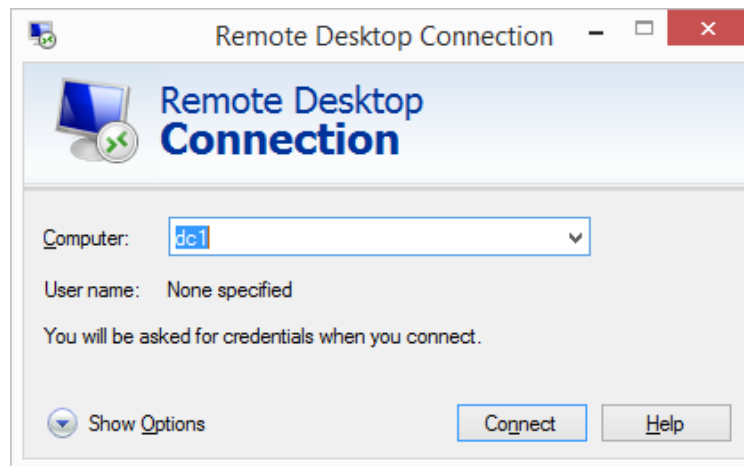 Remote Desktop Connection
Remote Desktop
Connection
Computer: dc1
User name: None specified
You will be asked for credentials when you connect.
Show Options Connect Help